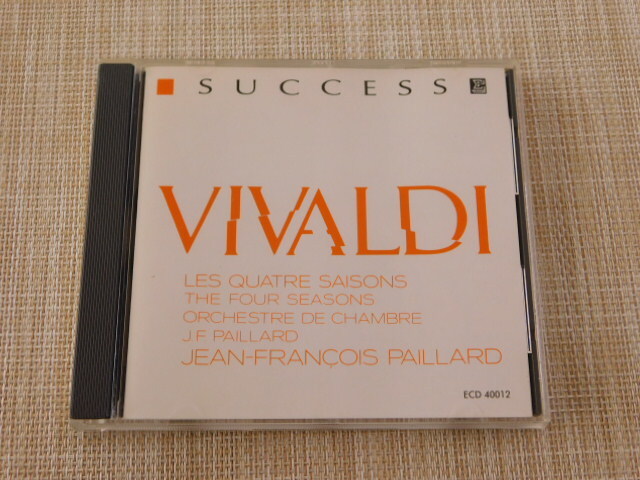 SUCCESS
VIVALDI
LES QUATRE SAISONS
THE FOUR SEASONS
ORCHESTRE DE CHAMBRE
J.F PAILLARD
JEAN-FRANÇOIS PAILLARD
ECD 40012